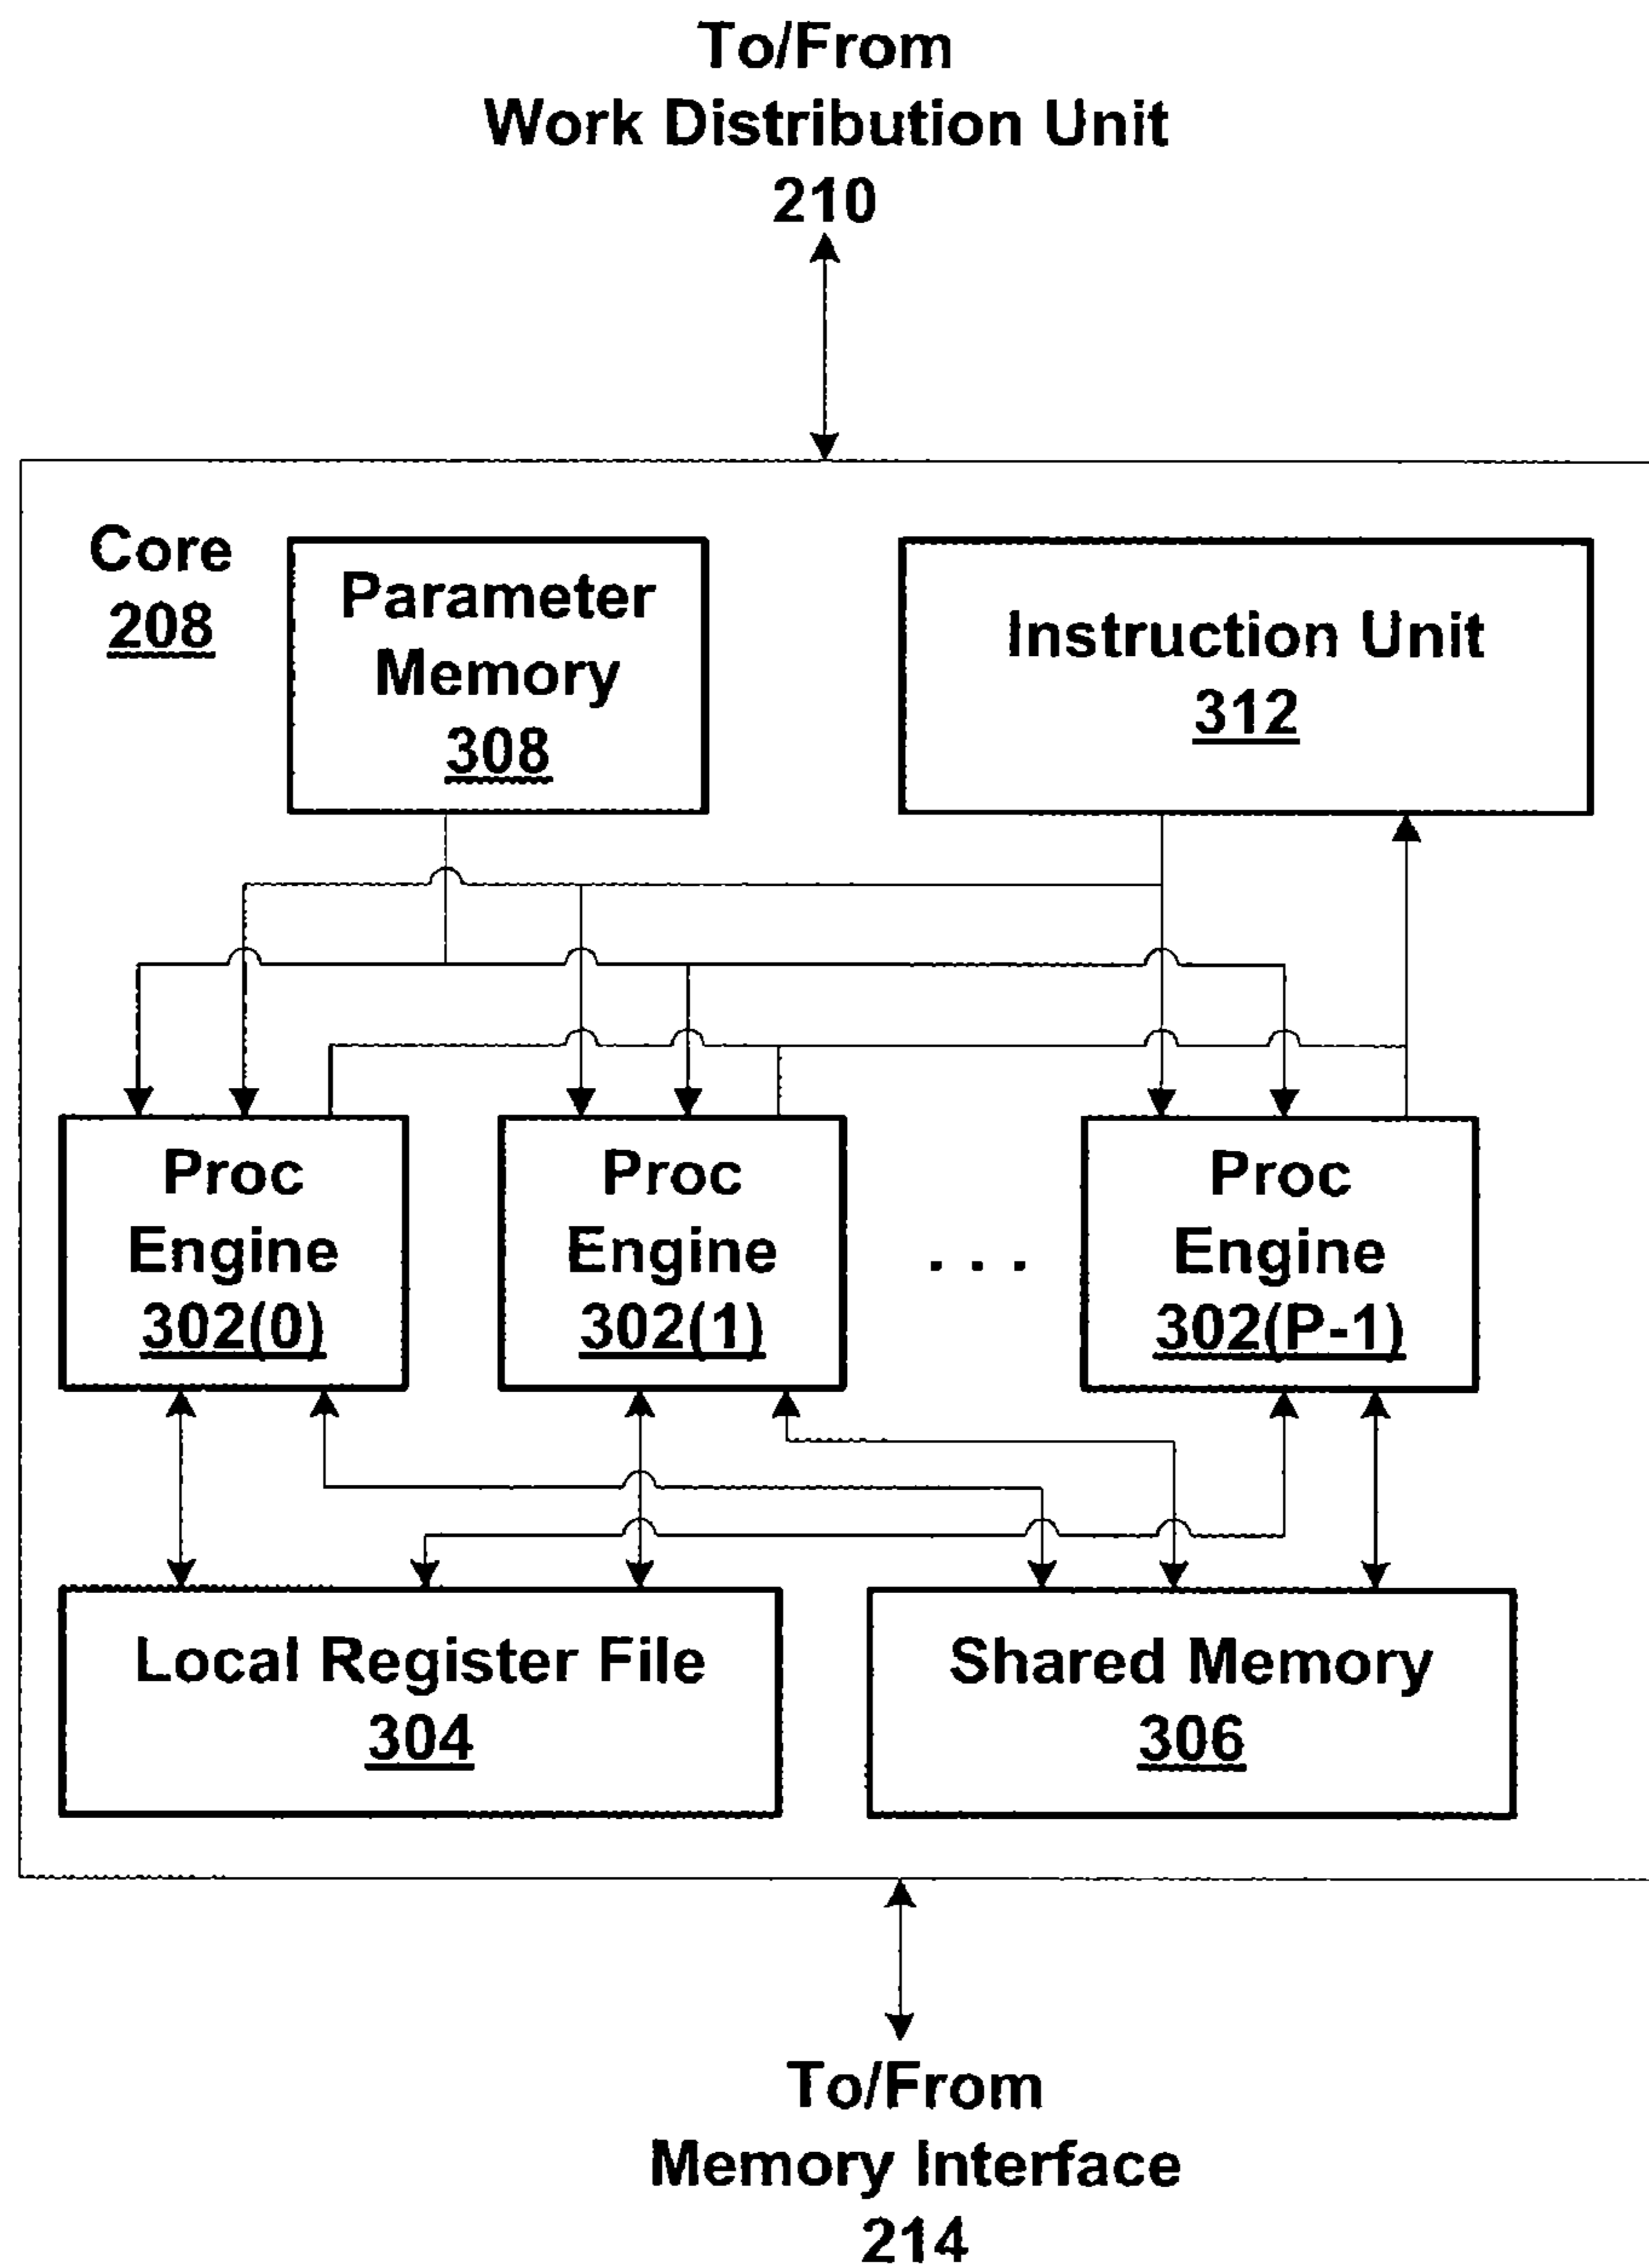 To/From
Work Distribution Unit
210
Core
208
Parameter
Memory
308
Instruction Unit
312
Proc
Engine
302(0)
Proc
Engine
302(1)
. . .
Proc
Engine
302(P-1)
Local Register File
304
Shared Memory
306
To/From
Memory Interface
214